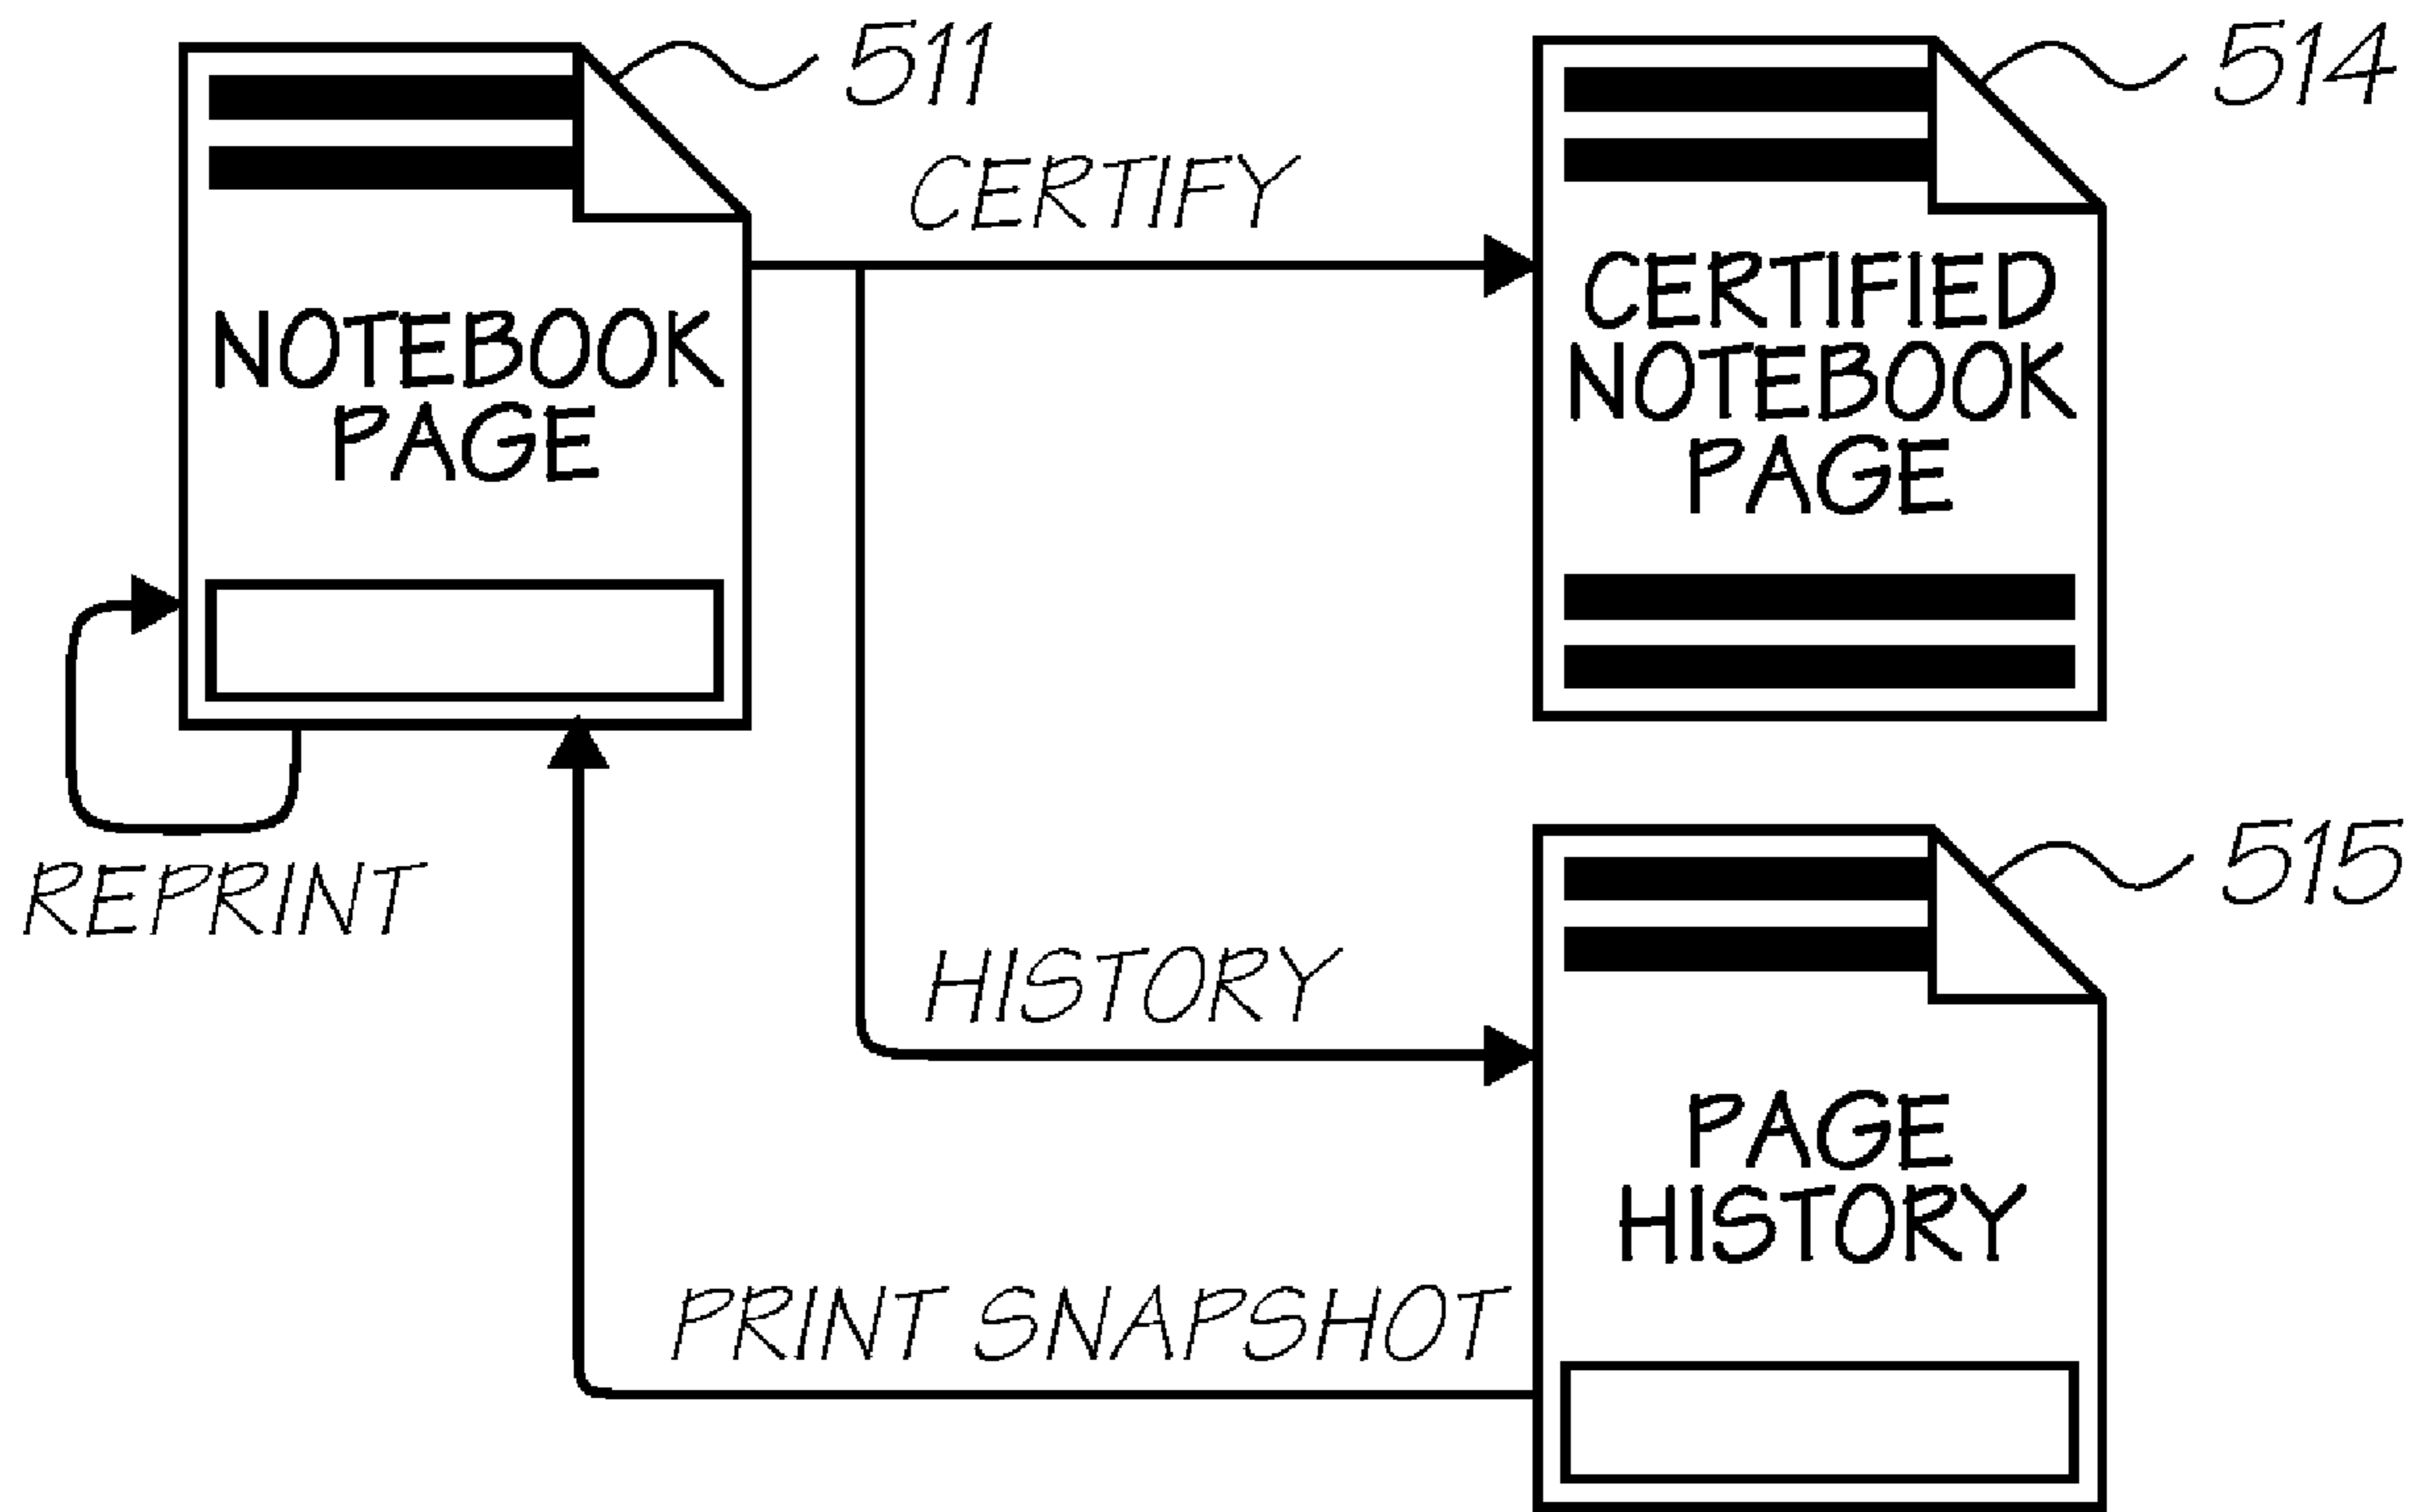 511
514
CERTIFY
NOTEBOOK
PAGE
CERTIFIED
NOTEBOOK
PAGE
REPRINT
515
HISTORY
PAGE
HISTORY
PRINT SNAPSHOT